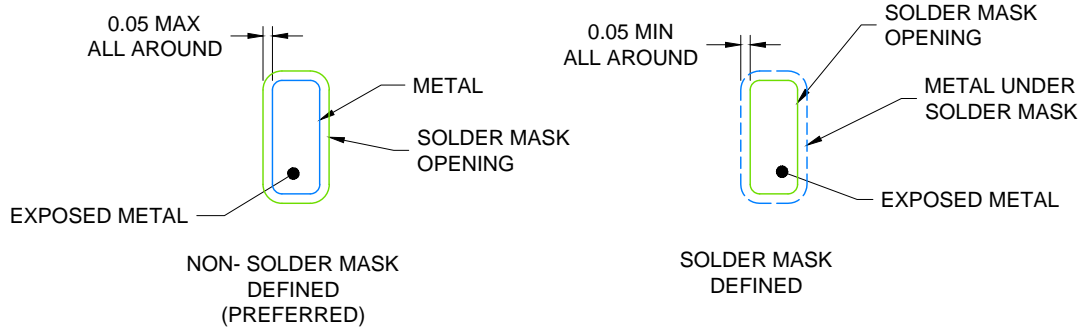 0.05 MAX
ALL AROUND
METAL
SOLDER MASK
OPENING
EXPOSED METAL
NON- SOLDER MASK
DEFINED
(PREFERRED)
0.05 MIN
ALL AROUND
SOLDER MASK
OPENING
METAL UNDER
SOLDER MASK
EXPOSED METAL
SOLDER MASK
DEFINED